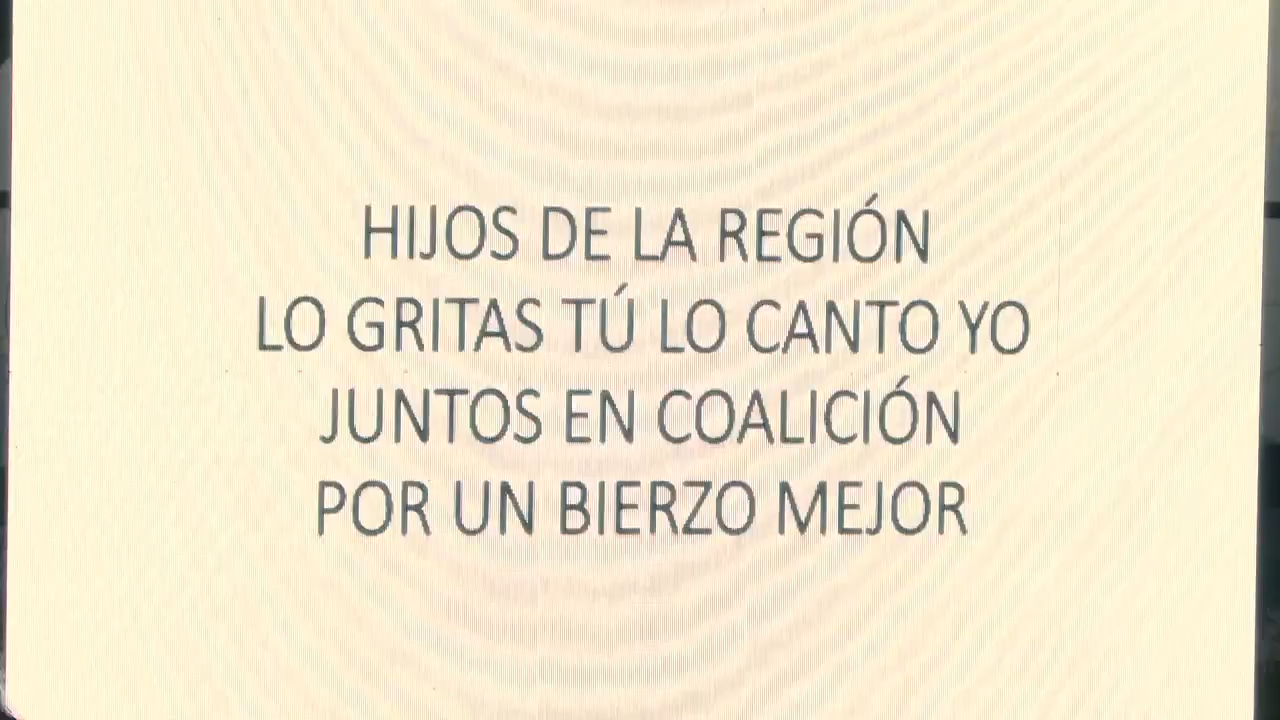 HIJOS DE LA REGIÓN
LO GRITAS TÚ LO CANTO YO
JUNTOS EN COALICIÓN
POR UN BIERZO MEJOR